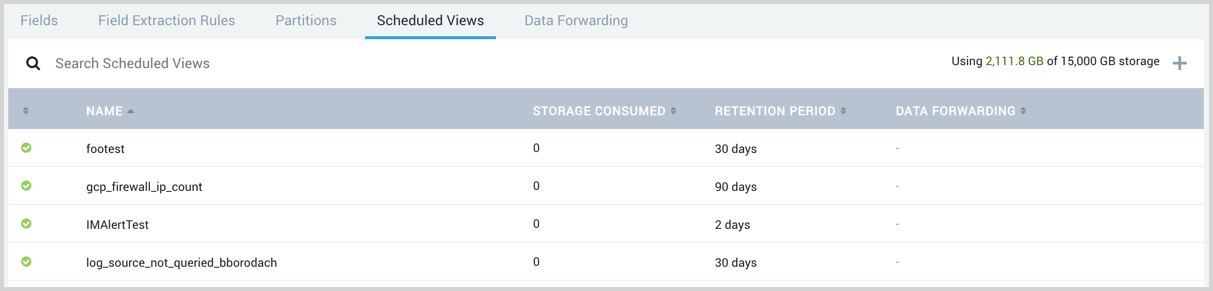 Fields Field Extraction Rules Partitions Scheduled Views Data Forwarding
Search Scheduled Views Using 2,111.8 GB of 15,000 GB storage
NAME STORAGE CONSUMED RETENTION PERIOD DATA FORWARDING
footest 0 30 days -
gcp_firewall_ip_count 0 90 days -
IMAlertTest 0 2 days -
log_source_not_queried_bborodach 0 30 days -